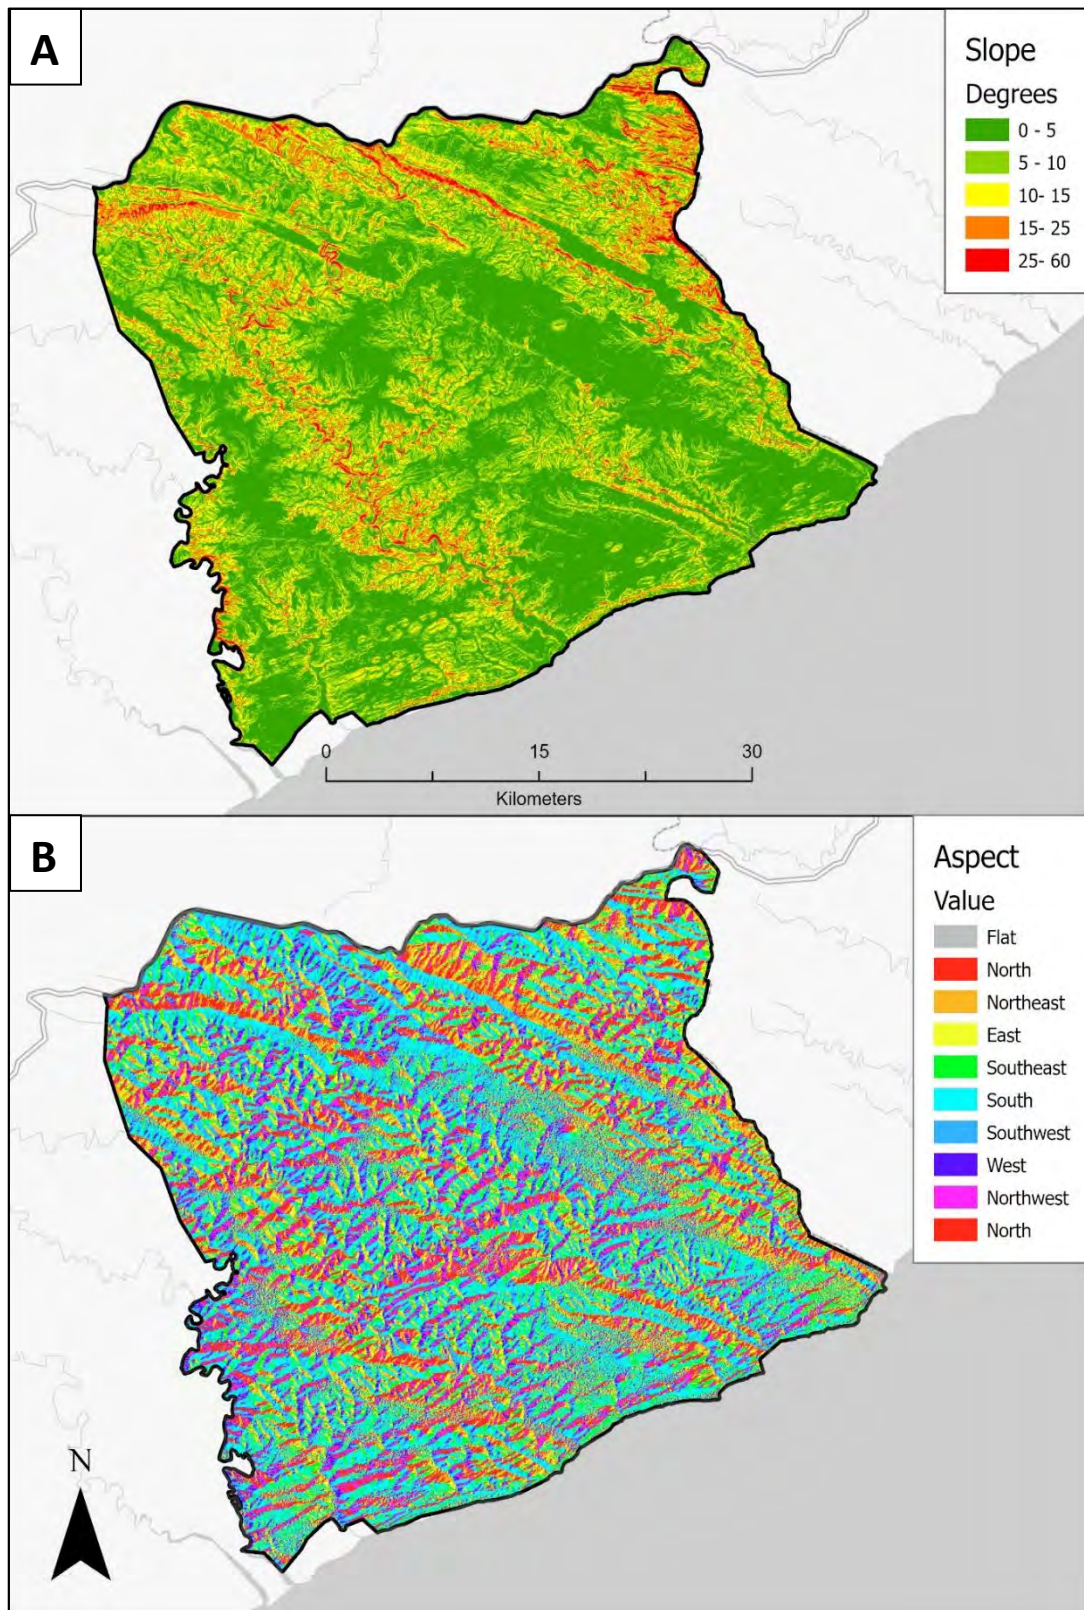 A
Slope
Degrees
0 - 5
5 - 10
10- 15
15- 25
25- 60
0 15 30
Kilometers
B
Aspect
Value
Flat
North
Northeast
East
Southeast
South
Southwest
West
Northwest
North
N